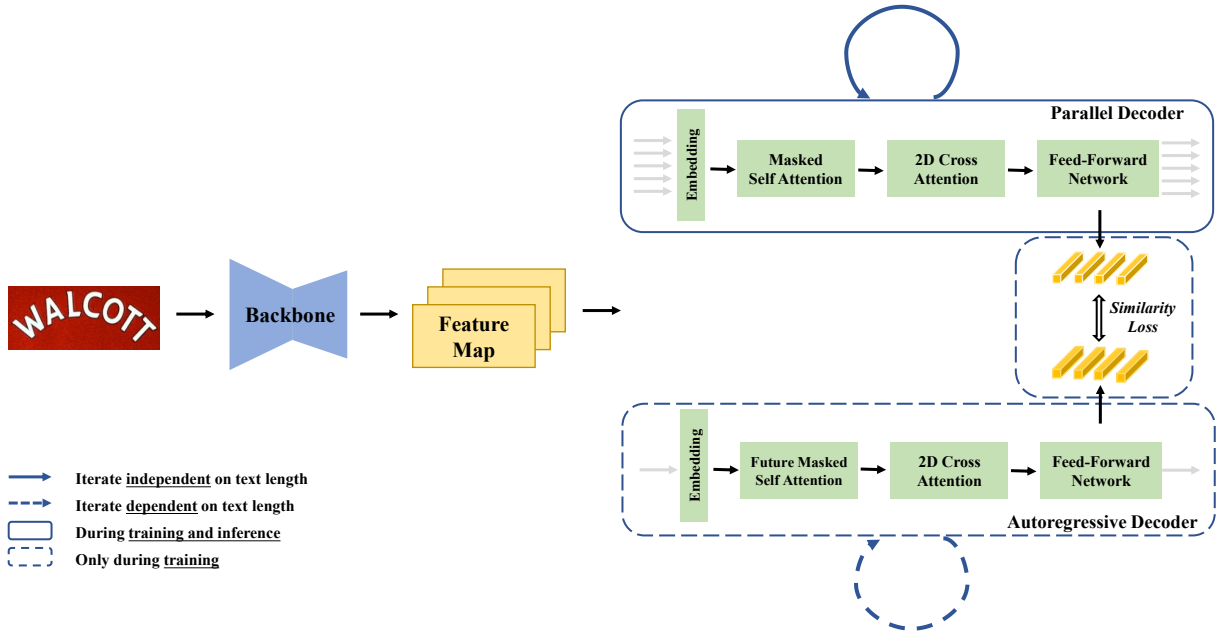 Parallel Decoder
Embedding
Masked
Self Attention
2D Cross
Attention
Feed-Forward
Network
WALCOTT
Backbone
Feature
Map
Similarity
Loss
Embedding
Future Masked
Self Attention
2D Cross
Attention
Feed-Forward
Network
Autoregressive Decoder
Iterate independent on text length
Iterate dependent on text length
During training and inference
Only during training